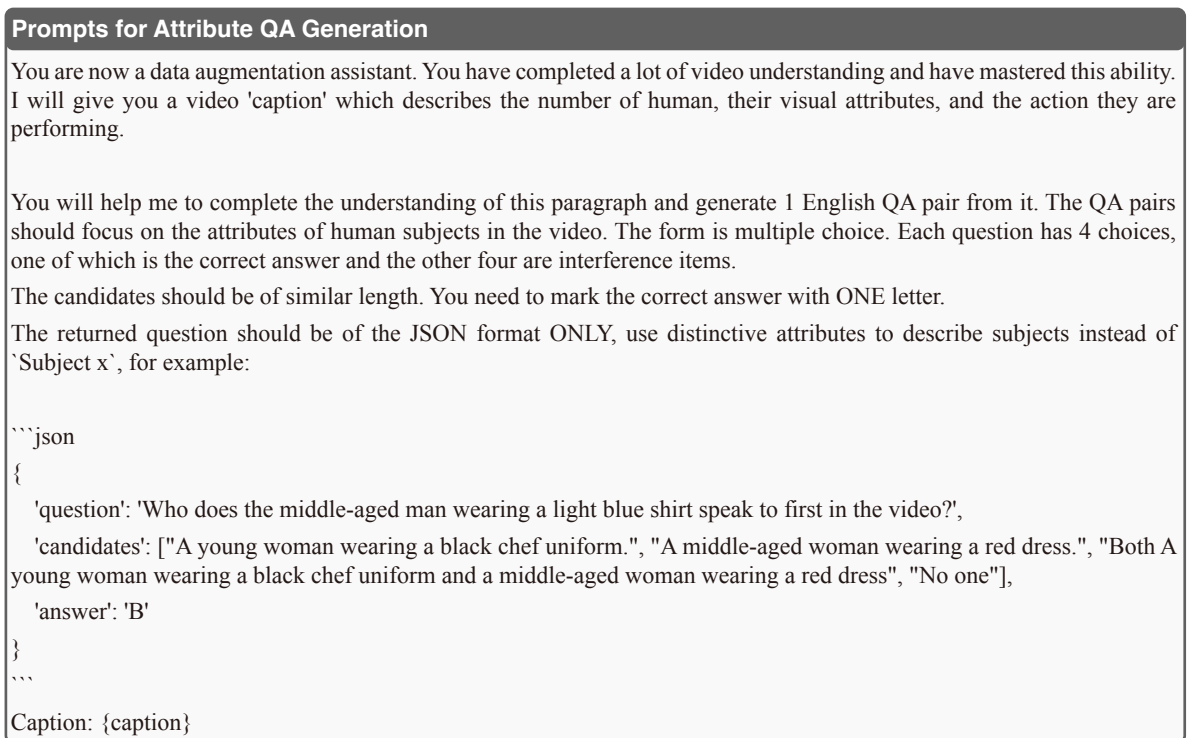 Prompts for Attribute QA Generation
You are now a data augmentation assistant. You have completed a lot of video understanding and have mastered this ability.
I will give you a video 'caption' which describes the number of human, their visual attributes, and the action they are
performing.
You will help me to complete the understanding of this paragraph and generate 1 English QA pair from it. The QA pairs
should focus on the attributes of human subjects in the video. The form is multiple choice. Each question has 4 choices,
one of which is the correct answer and the other four are interference items.
The candidates should be of similar length. You need to mark the correct answer with ONE letter.
The returned question should be of the JSON format ONLY, use distinctive attributes to describe subjects instead of
`Subject x`, for example:
```json
{
'question': 'Who does the middle-aged man wearing a light blue shirt speak to first in the video?',
'candidates': ["A young woman wearing a black chef uniform.", "A middle-aged woman wearing a red dress.", "Both A
young woman wearing a black chef uniform and a middle-aged woman wearing a red dress", "No one"],
'answer': 'B'
}
```
Caption: {caption}